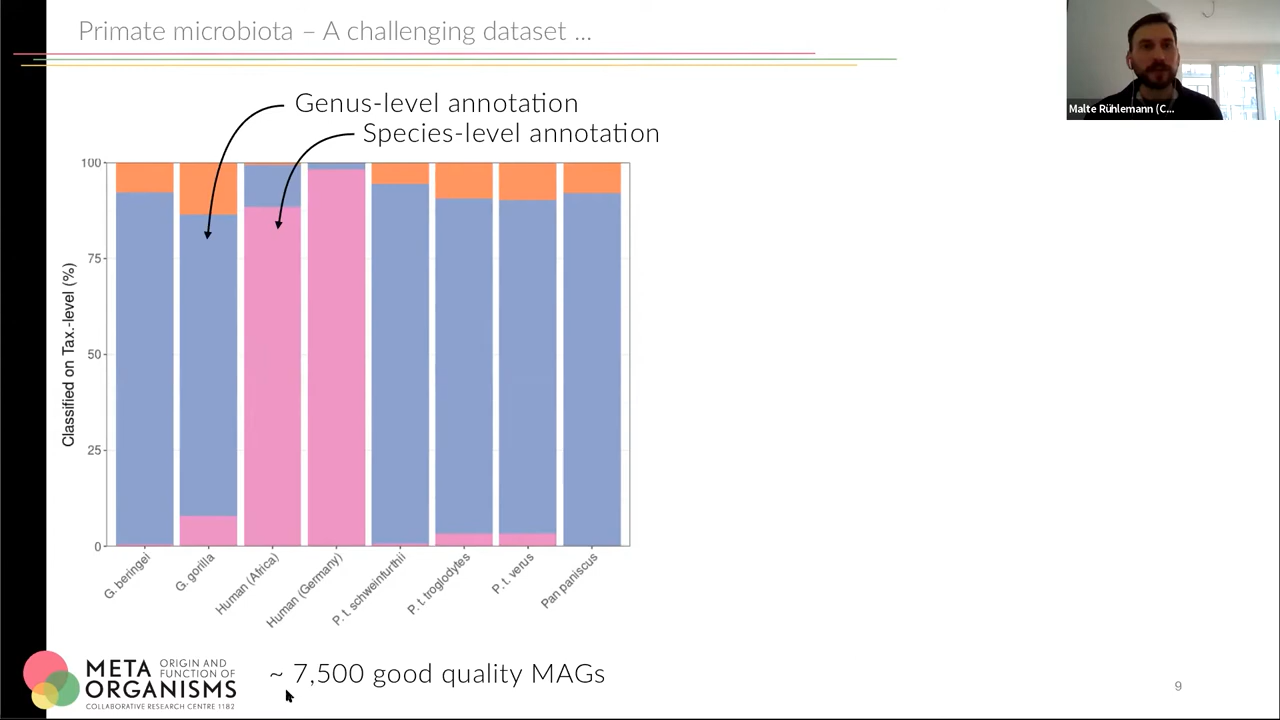 Primate microbiota – A challenging dataset ...
Malte Rühlemann (C...
Genus-level annotation
Species-level annotation
Classified on Tax.-level (%)
100
75
50
25
0
G. beringei
G. gorilla
Human (Africa)
Human (Germany)
P. t. schweinfurthii
P. t. troglodytes
P. t. verus
Pan paniscus
META ORIGIN AND
FUNCTION OF
ORGANISMS
COLLABORATIVE RESEARCH CENTRE 1182
~ 7,500 good quality MAGs
9